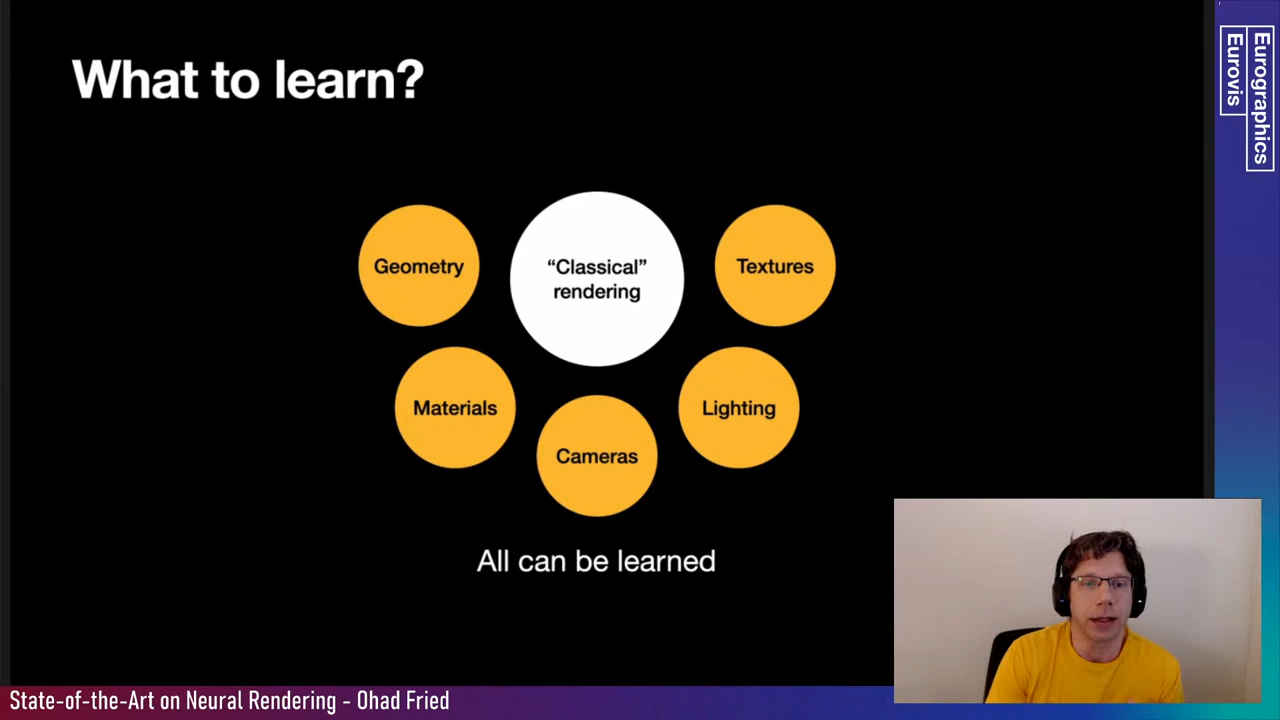 What to learn?
Geometry
“Classical”
rendering
Textures
Materials
Lighting
Cameras
All can be learned
State-of-the-Art on Neural Rendering - Ohad Fried
Eurographics
Eurovis